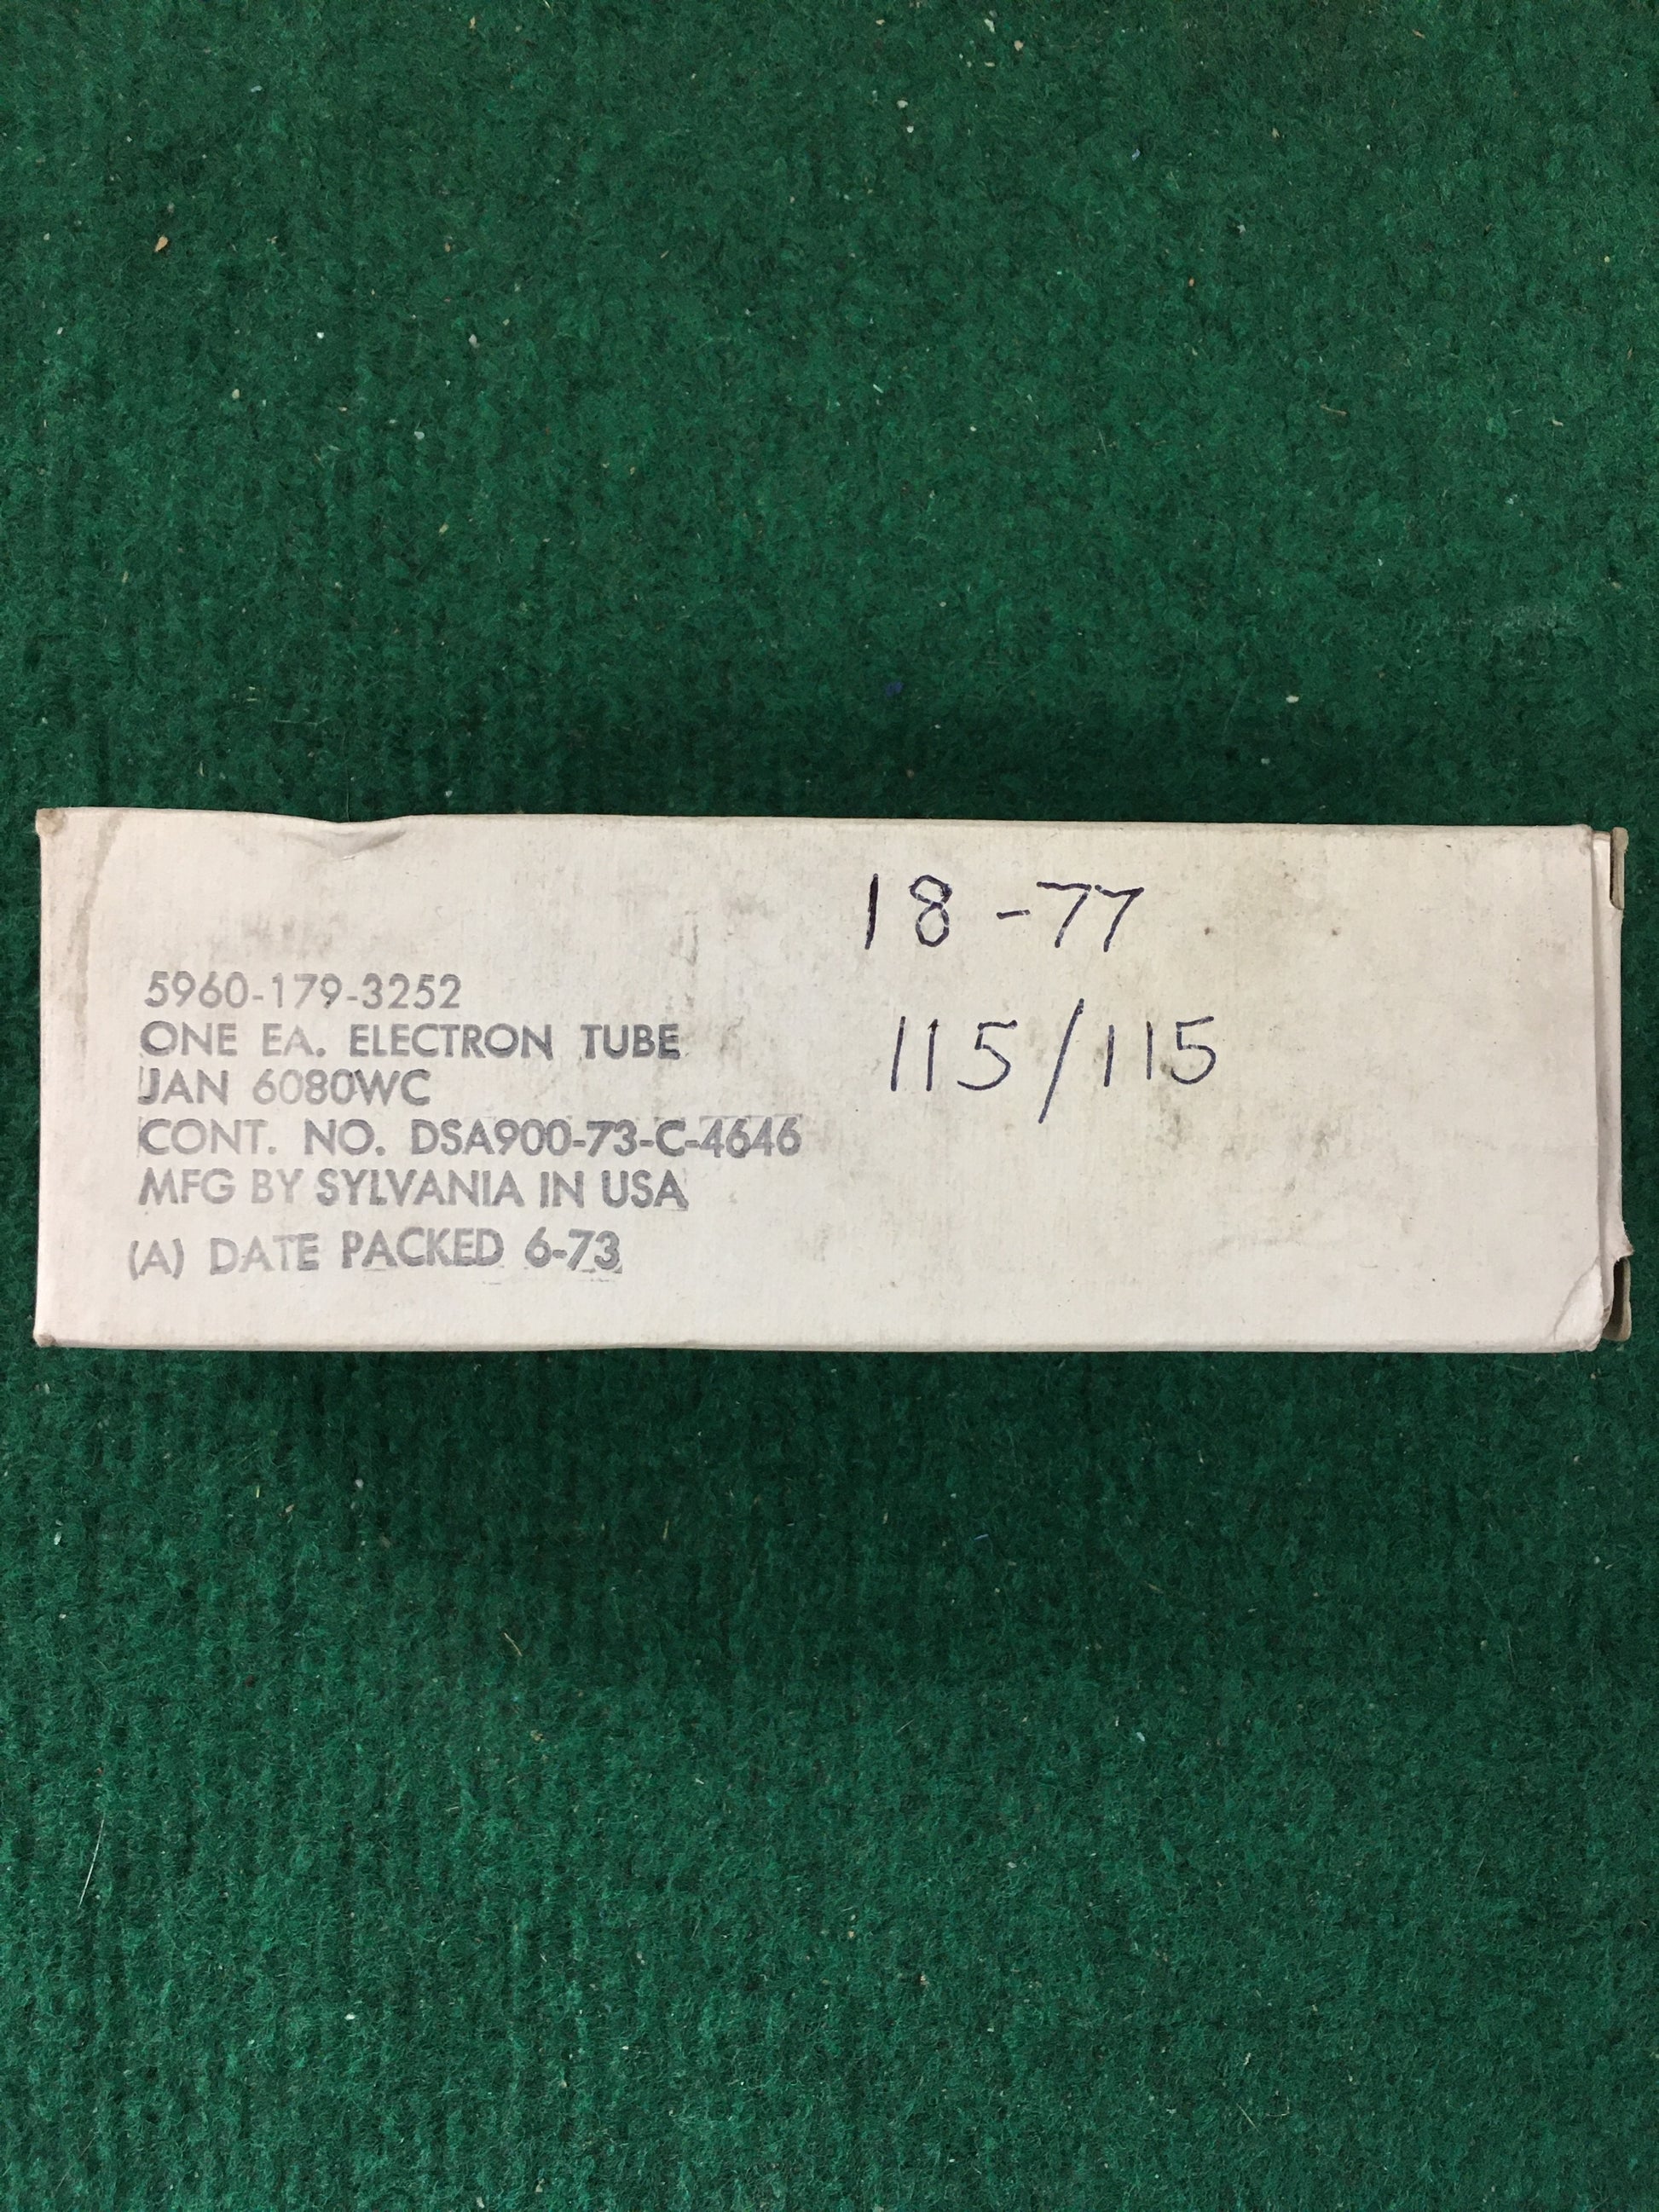 18-77
115/115
5960-179-3252
ONE EA. ELECTRON TUBE
JAN 6080WC
CONT. NO. DSA900-73-C-4646
MFG BY SYLVANIA IN USA
(A) DATE PACKED 6-73